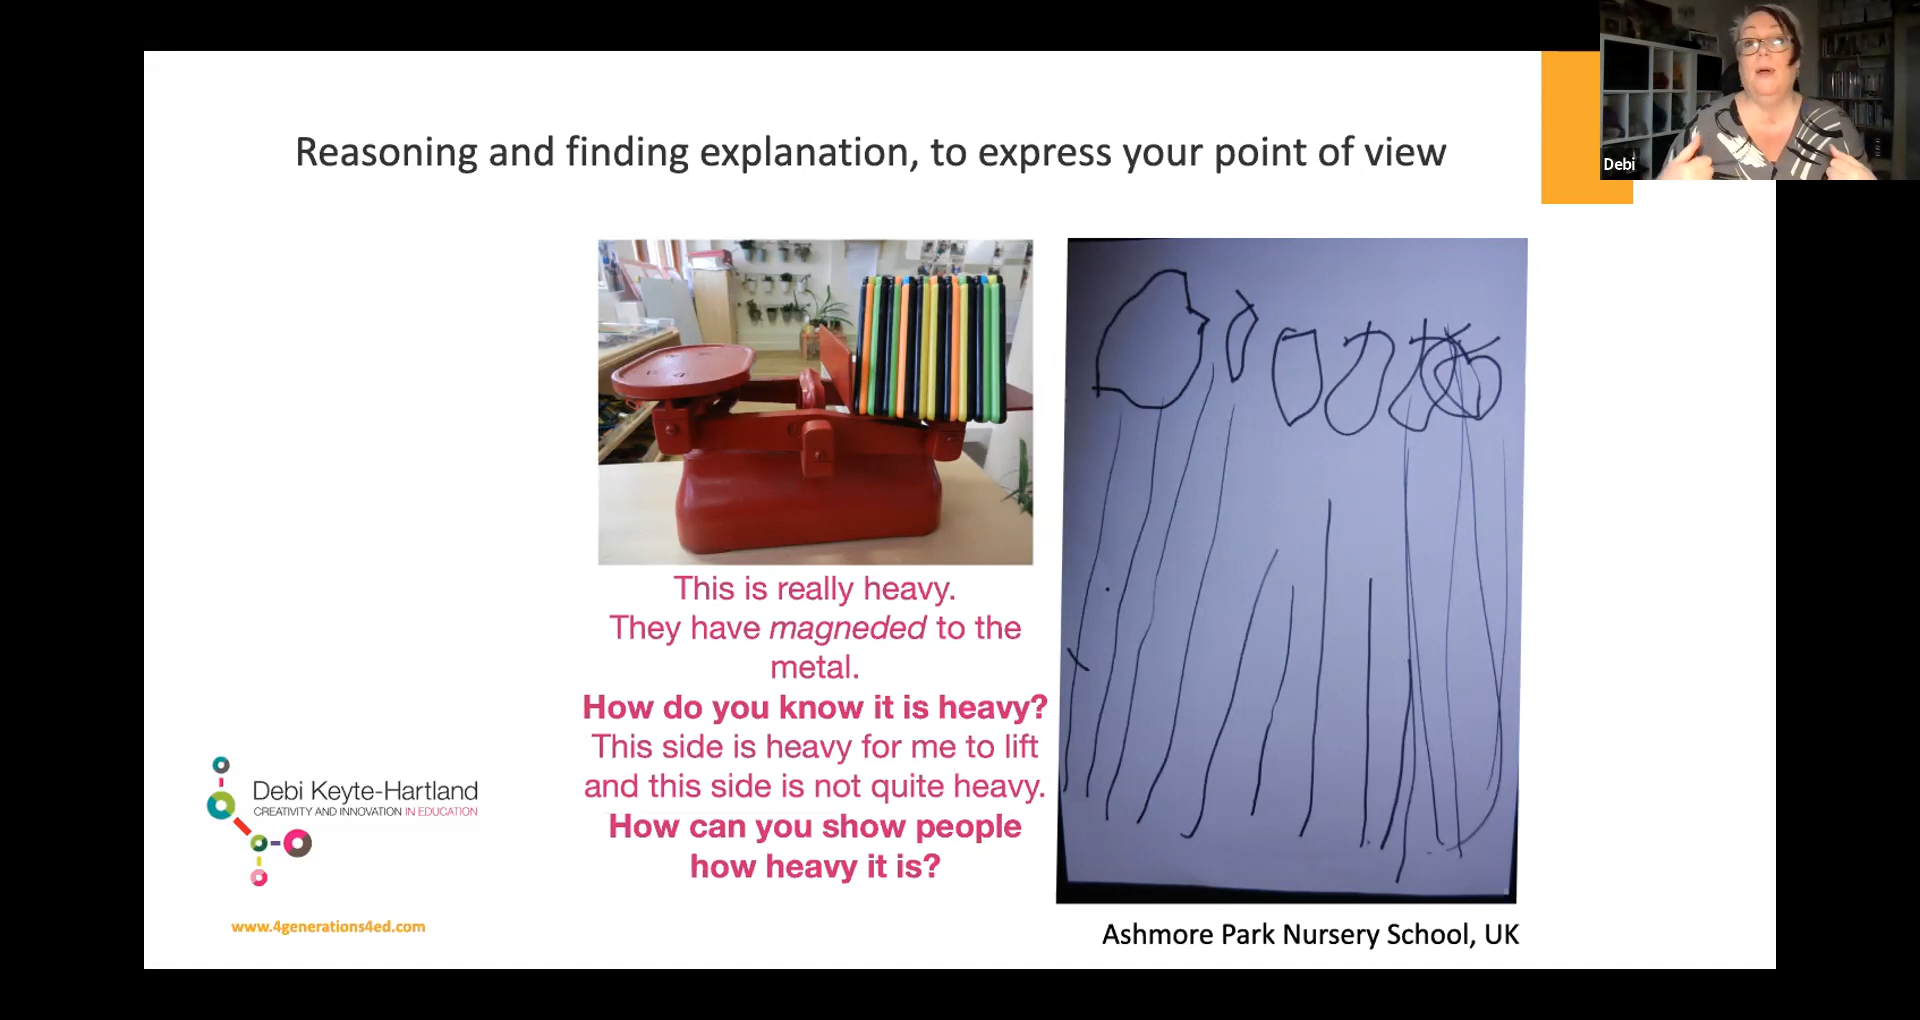 Debi
Reasoning and finding explanation, to express your point of view
This is really heavy.
They have magneded to the
metal.
How do you know it is heavy?
This side is heavy for me to lift
and this side is not quite heavy.
How can you show people
how heavy it is?
Debi Keyte-Hartland
CREATIVITY AND INNOVATION IN EDUCATION
www.4generations4ed.com
Ashmore Park Nursery School, UK